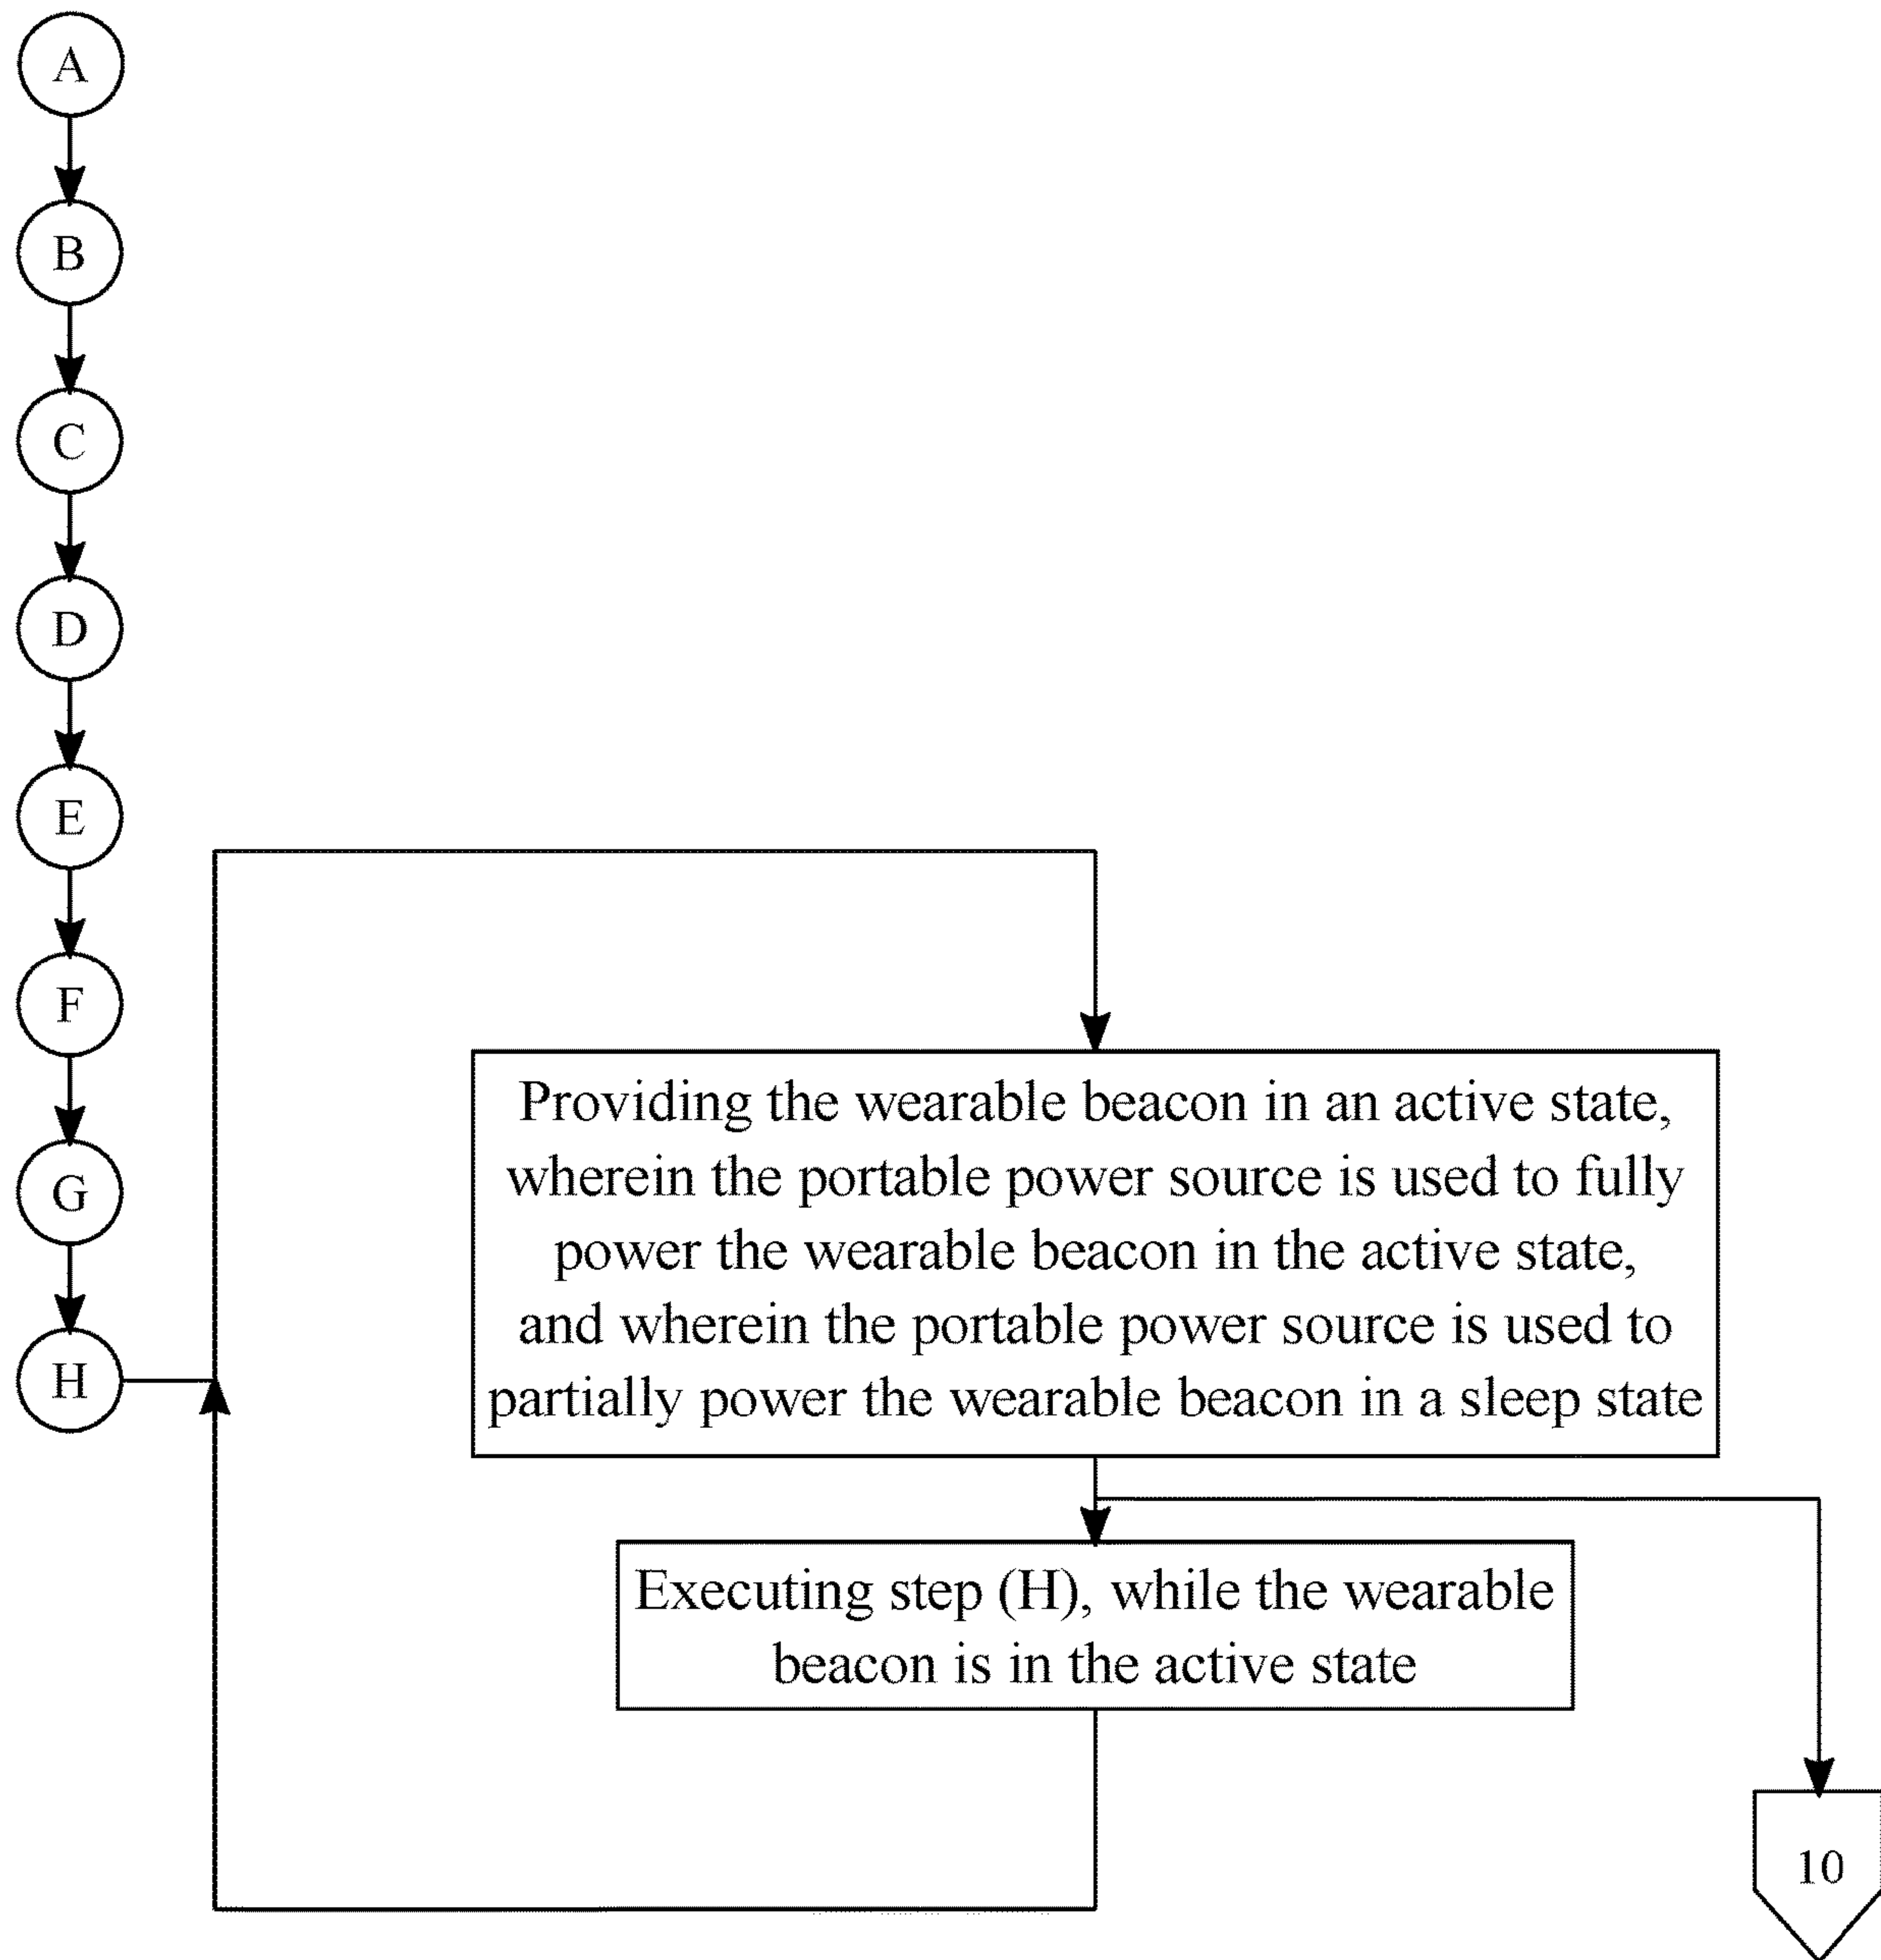 A
B
C
D
E
F
G
H
Providing the wearable beacon in an active state,
wherein the portable power source is used to fully
power the wearable beacon in the active state,
and wherein the portable power source is used to
partially power the wearable beacon in a sleep state
Executing step (H), while the wearable
beacon is in the active state
10